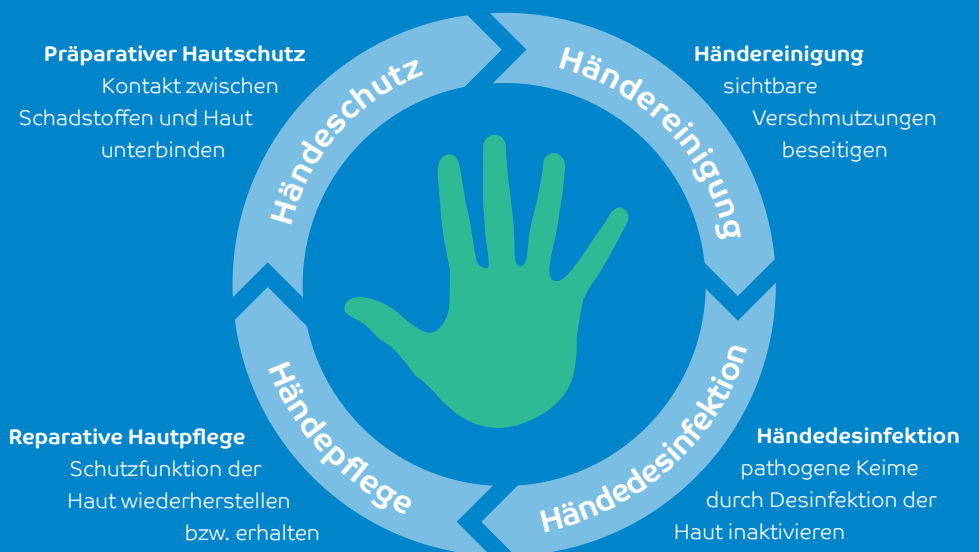 Präparativer Hautschutz
Kontakt zwischen
Schadstoffen und Haut
unterbinden
Händeschutz
Händereinigung
Händereinigung
sichtbare
Verschmutzungen
beseitigen
Reparative Hautpflege
Schutzfunktion der
Haut wiederherstellen
bzw. erhalten
Händepflege
Händedesinfektion
Händedesinfektion
pathogene Keime
durch Desinfektion der
Haut inaktivieren